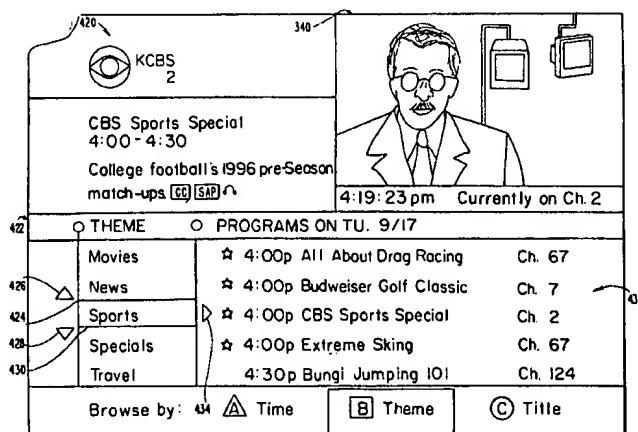 420
340
KCBS
2
CBS Sports Special
4:00-4:30
College football's 1996 pre-Season
match-ups CC SAP
4:19:23 pm Currently on Ch. 2
422
THEME PROGRAMS ON TU. 9/17
Movies ☆ 4:00p All About Drag Racing Ch. 67
426 News ☆ 4:00p Budweiser Golf Classic Ch. 7 43
424 Sports ☆ 4:00p CBS Sports Special Ch. 2
428 Specials ☆ 4:00p Extreme Sking Ch. 67
430 Travel 4:30p Bungi Jumping 101 Ch. 124
Browse by: 434 A Time B Theme C Title